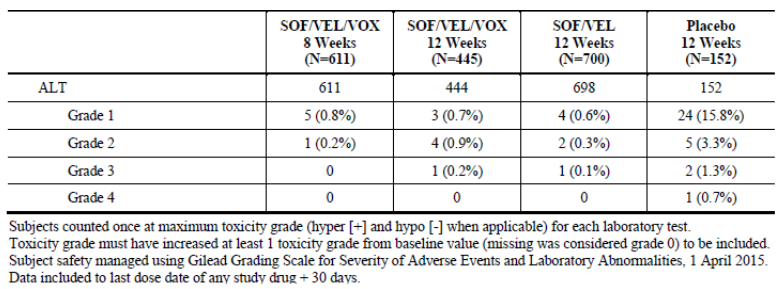 SOF/VEL/VOX 8 Weeks (N=611) SOF/VEL/VOX 12 Weeks (N=445) SOF/VEL 12 Weeks (N=700) Placebo 12 Weeks (N=152)
ALT 611 444 698 152
Grade 1 5 (0.8%) 3 (0.7%) 4 (0.6%) 24 (15.8%)
Grade 2 1 (0.2%) 4 (0.9%) 2 (0.3%) 5 (3.3%)
Grade 3 0 1 (0.2%) 1 (0.1%) 2 (1.3%)
Grade 4 0 0 0 1 (0.7%)
Subjects counted once at maximum toxicity grade (hyper [+] and hypo [-] when applicable) for each laboratory test.
Toxicity grade must have increased at least 1 toxicity grade from baseline value (missing was considered grade 0) to be included.
Subject safety managed using Gilead Grading Scale for Severity of Adverse Events and Laboratory Abnormalities, 1 April 2015.
Data included to last dose date of any study drug + 30 days.